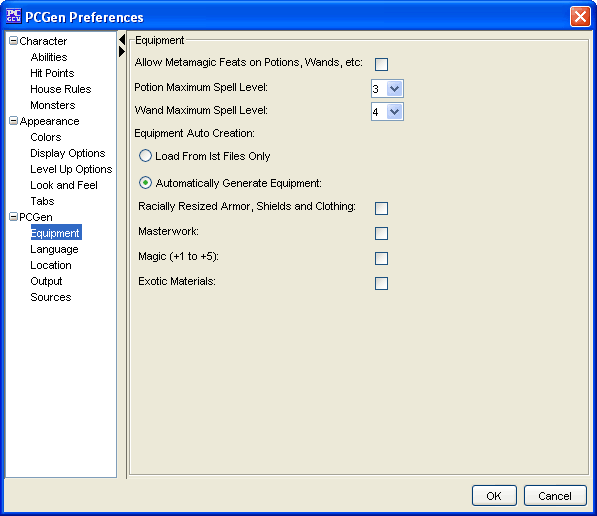 PCGen Preferences
Character
Abilities
Hit Points
House Rules
Monsters
Appearance
Colors
Display Options
Level Up Options
Look and Feel
Tabs
PCGen
Equipment
Language
Location
Output
Sources
Equipment
Allow Metamagic Feats on Potions, Wands, etc:
Potion Maximum Spell Level: 3
Wand Maximum Spell Level: 4
Equipment Auto Creation:
Load From lst Files Only
Automatically Generate Equipment:
Racially Resized Armor, Shields and Clothing:
Masterwork:
Magic (+1 to +5):
Exotic Materials:
OK Cancel